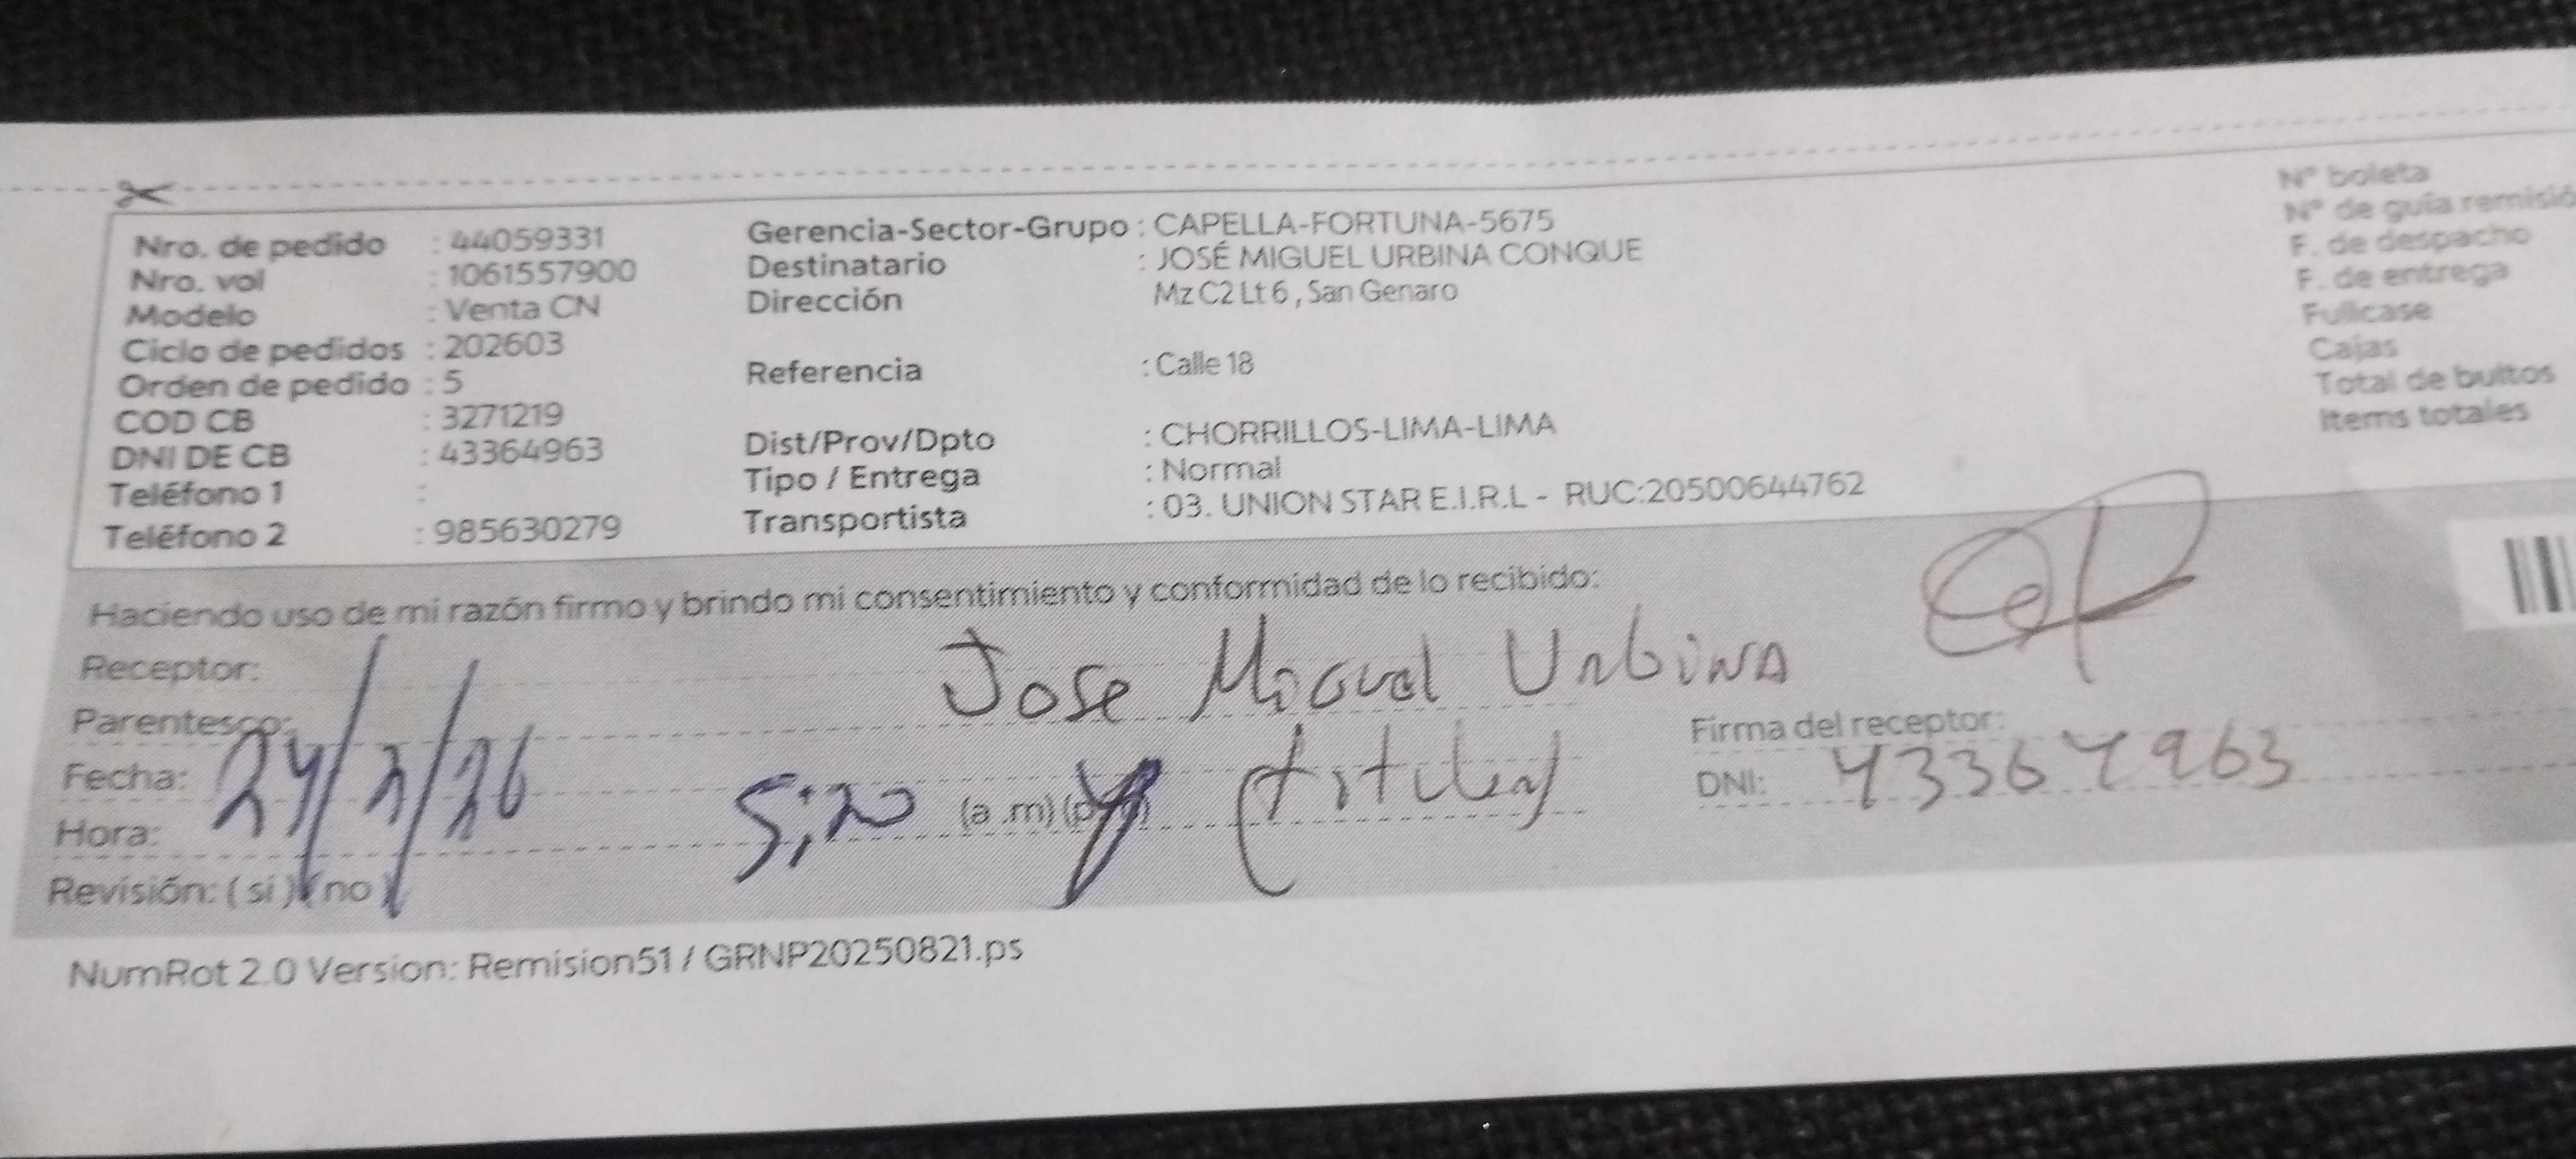 Nro. de pedido : 44059331
Nro. vol : 1061557900
Modelo : Venta CN
Ciclo de pedidos : 202603
Orden de pedido : 5
COD CB : 3271219
DNI DE CB : 43364963
Teléfono 1 :
Teléfono 2 : 985630279
Gerencia-Sector-Grupo : CAPELLA-FORTUNA-5675
Destinatario : JOSÉ MIGUEL URBINA CONQUE
Dirección Mz C2 Lt 6 , San Genaro
Referencia : Calle 18
Dist/Prov/Dpto : CHORRILLOS-LIMA-LIMA
Tipo / Entrega : Normal
Transportista : 03. UNION STAR E.I.R.L - RUC:20500644762
Nº boleta
Nº de guía remisió
F. de despacho
F. de entrega
Fullcase
Cajas
Total de bultos
Items totales
Haciendo uso de mi razón firmo y brindo mi consentimiento y conformidad de lo recibido:
Receptor: Jose Miguel Urbina
Parentesco:
Fecha:
Hora: (a .m)
Revisión: ( sí ) ( no )
Firma del receptor:
DNI: 43364963
NumRot 2.0 Version: Remision51 / GRNP20250821.ps